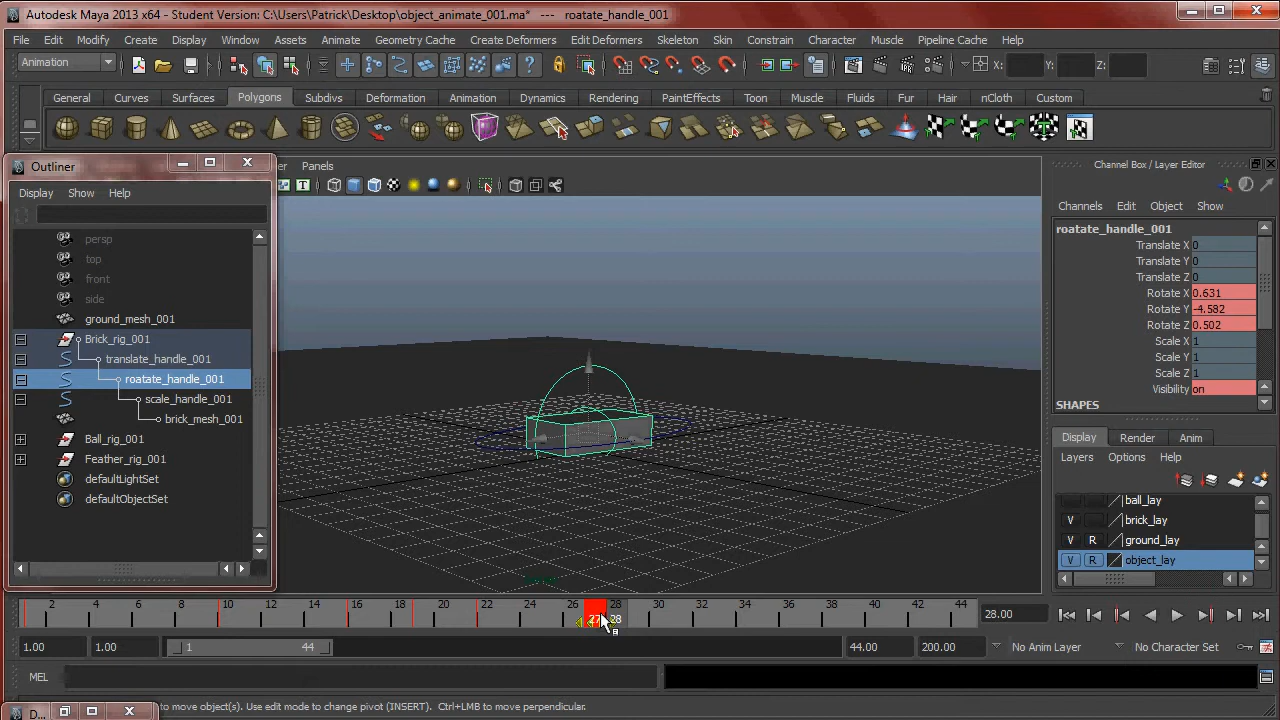 Autodesk Maya 2013 x64 - Student Version: C:\Users\Patrick\Desktop\object_animate_001.ma* --- roatate_handle_001
File Edit Modify Create Display Window Assets Animate Geometry Cache Create Deformers Edit Deformers Skeleton Skin Constrain Character Muscle Pipeline Cache Help
Animation X: Y: Z:
General Curves Surfaces Polygons Subdivs Deformation Animation Dynamics Rendering PaintEffects Toon Muscle Fluids Fur Hair nCloth Custom
Outliner
Display Show Help
persp
top
front
side
ground_mesh_001
Brick_rig_001
translate_handle_001
roatate_handle_001
scale_handle_001
brick_mesh_001
Ball_rig_001
Feather_rig_001
defaultLightSet
defaultObjectSet
Panels
Channel Box / Layer Editor
Channels Edit Object Show
roatate_handle_001
Translate X 0
Translate Y 0
Translate Z 0
Rotate X 0.631
Rotate Y -4.582
Rotate Z 0.502
Scale X 1
Scale Y 1
Scale Z 1
Visibility on
SHAPES
Display Render Anim
Layers Options Help
ball_lay
V brick_lay
V R ground_lay
V R object_lay
2 4 6 8 10 12 14 16 18 20 22 24 26 28 30 32 34 36 38 40 42 44
27 28
28.00
1.00 1.00 1 44 44.00 200.00 No Anim Layer No Character Set
MEL
to move object(s). Use edit mode to change pivot (INSERT). Ctrl+LMB to move perpendicular.
D...